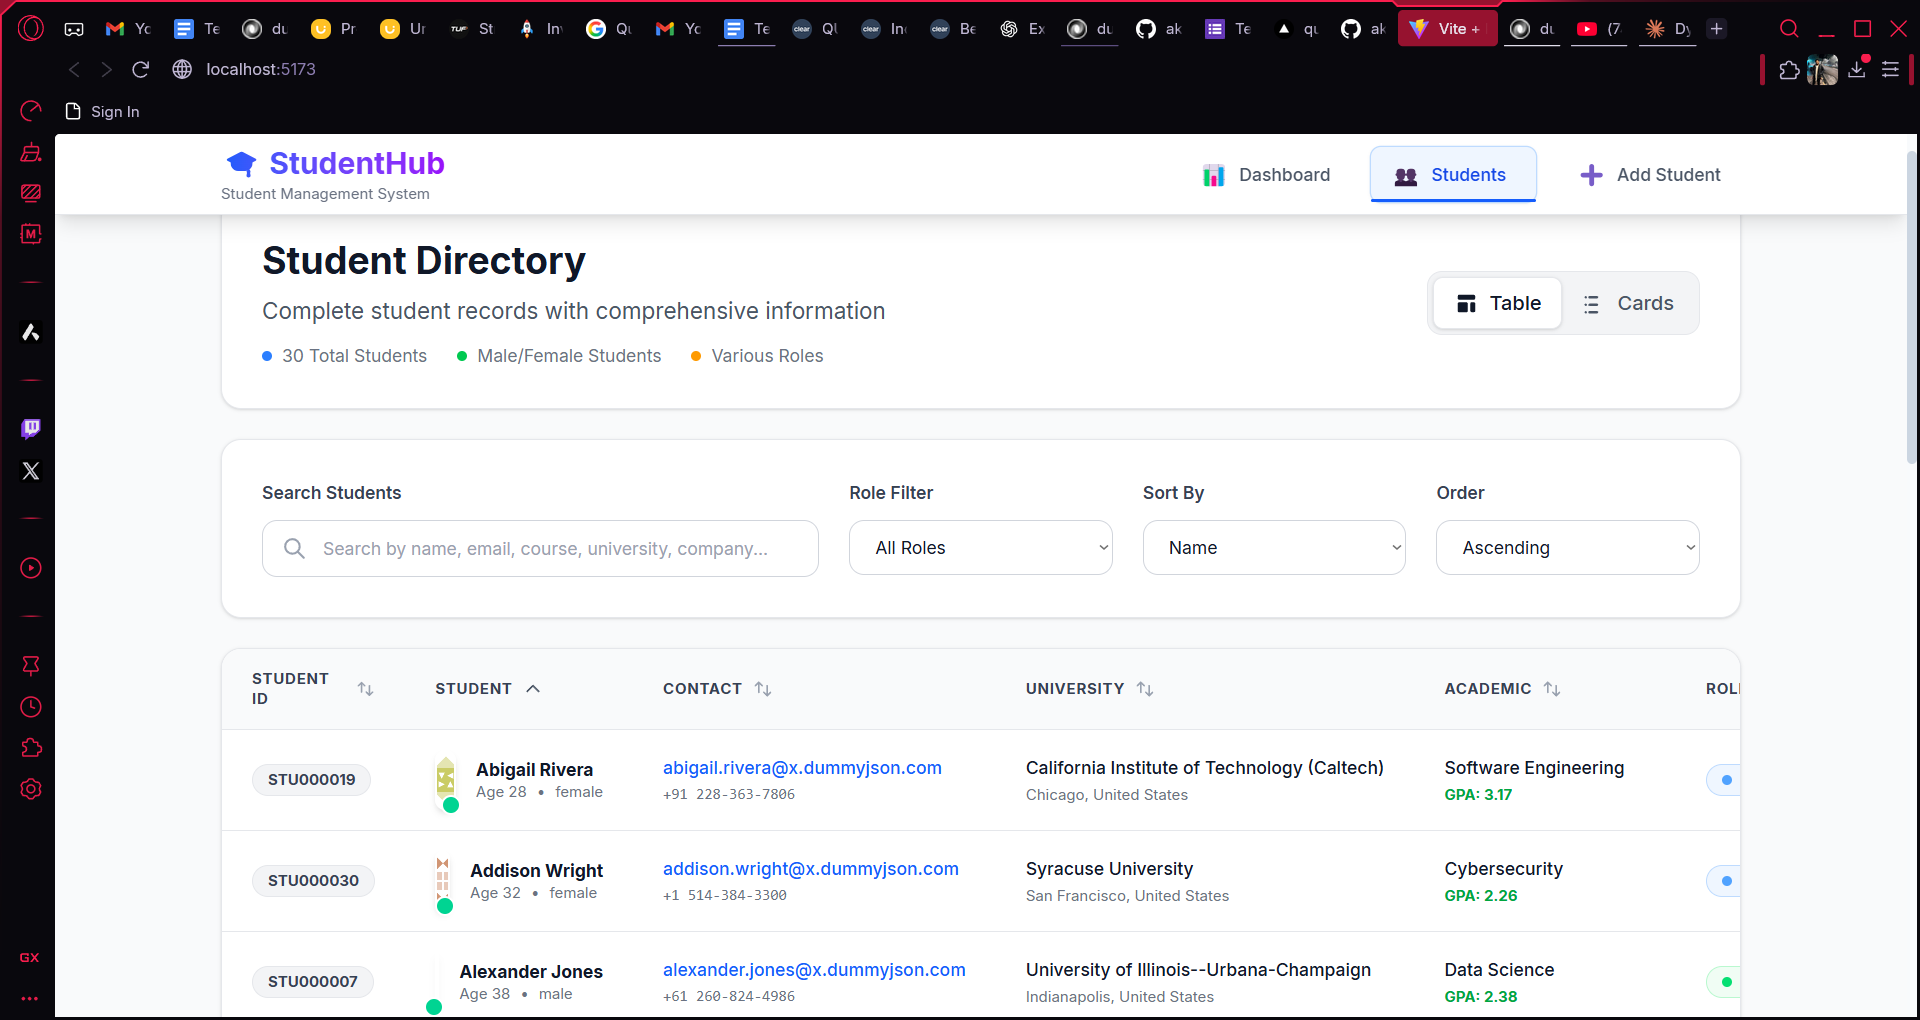 Yc
Te
du
Pr
Ur
TUF St
In
Qu
Yc
Te
clear QU
clear In
clear Be
Ex
du
ak
Te
qu
ak
Vite +
du
(7
Dy
localhost:5173
Sign In
StudentHub
Student Management System
Dashboard
Students
Add Student
Student Directory
Complete student records with comprehensive information
30 Total Students
Male/Female Students
Various Roles
Table
Cards
Search Students
Role Filter
Sort By
Order
Search by name, email, course, university, company...
All Roles
Name
Ascending
STUDENT ID
STUDENT
CONTACT
UNIVERSITY
ACADEMIC
STU000019
Abigail Rivera
Age 28 • female
abigail.rivera@x.dummyjson.com
+91 228-363-7806
California Institute of Technology (Caltech)
Chicago, United States
Software Engineering
GPA: 3.17
STU000030
Addison Wright
Age 32 • female
addison.wright@x.dummyjson.com
+1 514-384-3300
Syracuse University
San Francisco, United States
Cybersecurity
GPA: 2.26
STU000007
Alexander Jones
Age 38 • male
alexander.jones@x.dummyjson.com
+61 260-824-4986
University of Illinois--Urbana-Champaign
Indianapolis, United States
Data Science
GPA: 2.38
M
GX